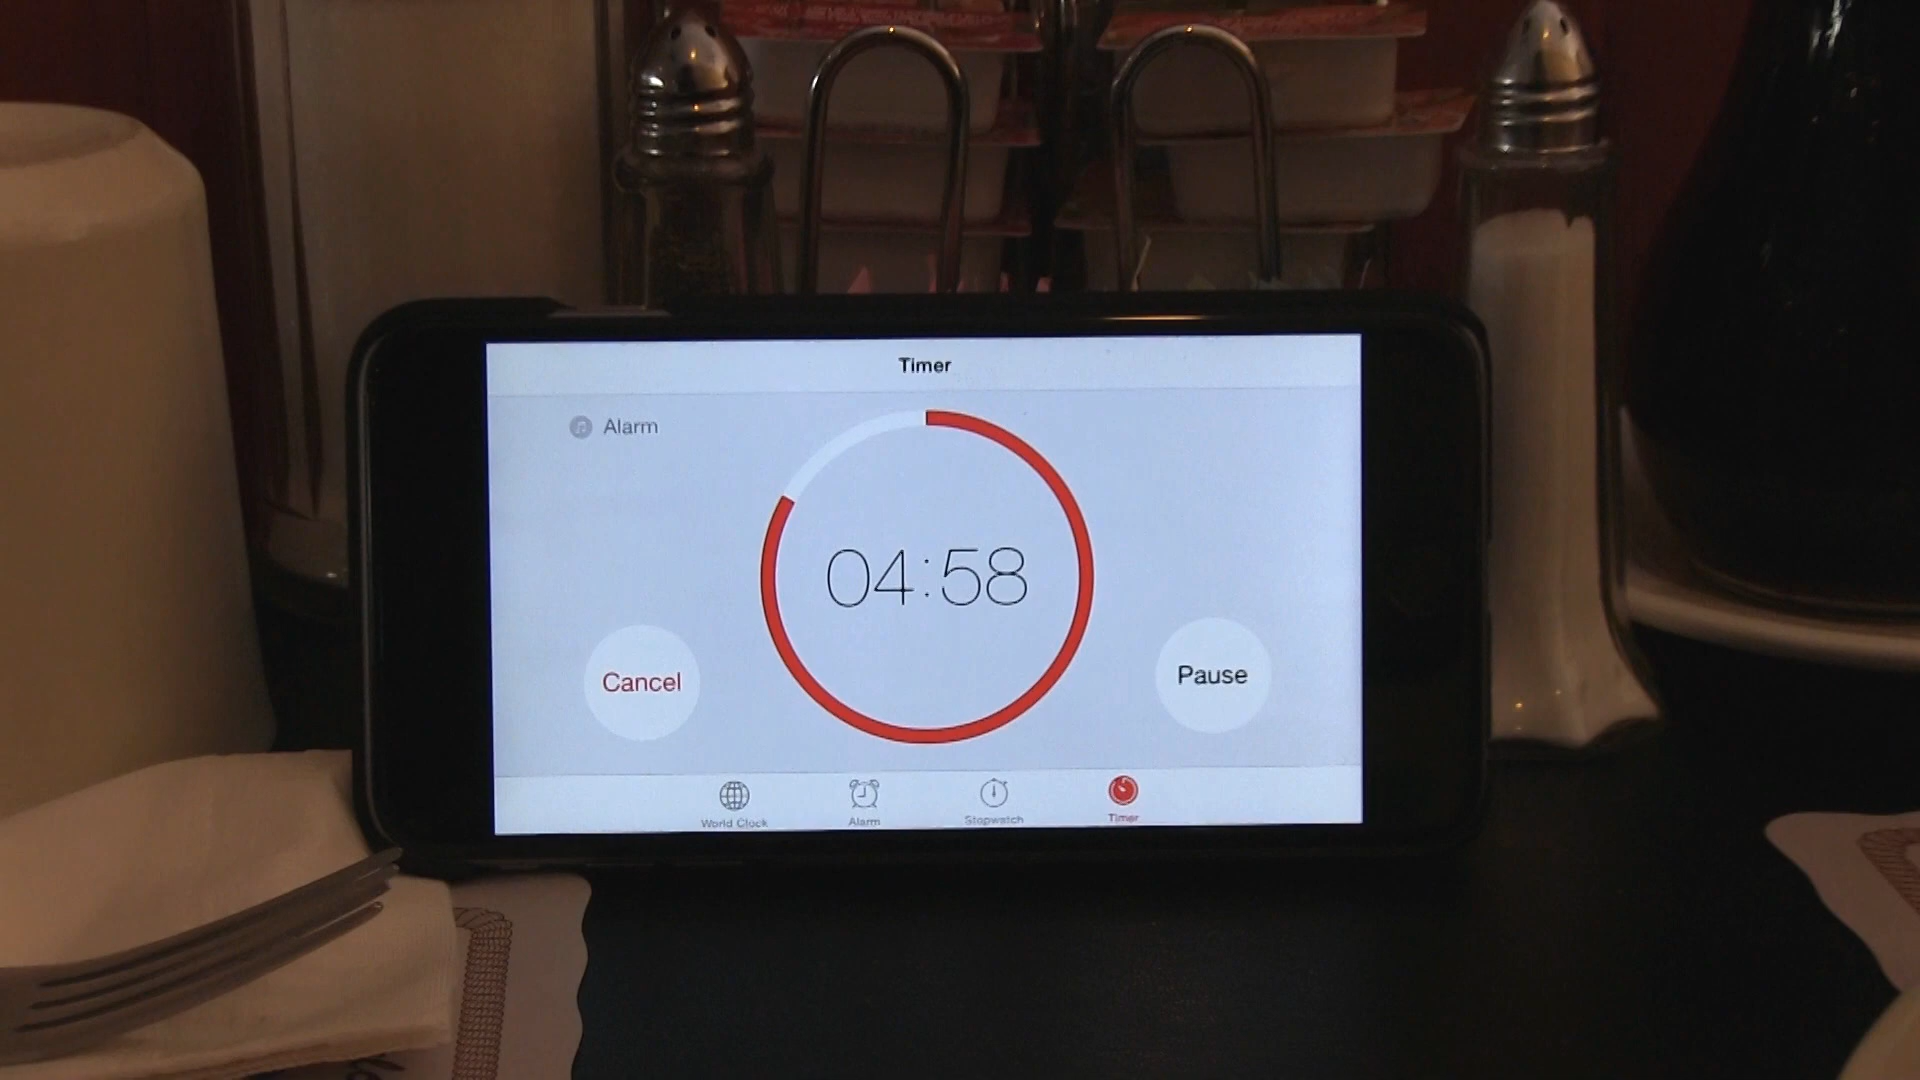 Timer
Alarm
04:58
Cancel
Pause
World Clock
Alarm
Stopwatch
Timer